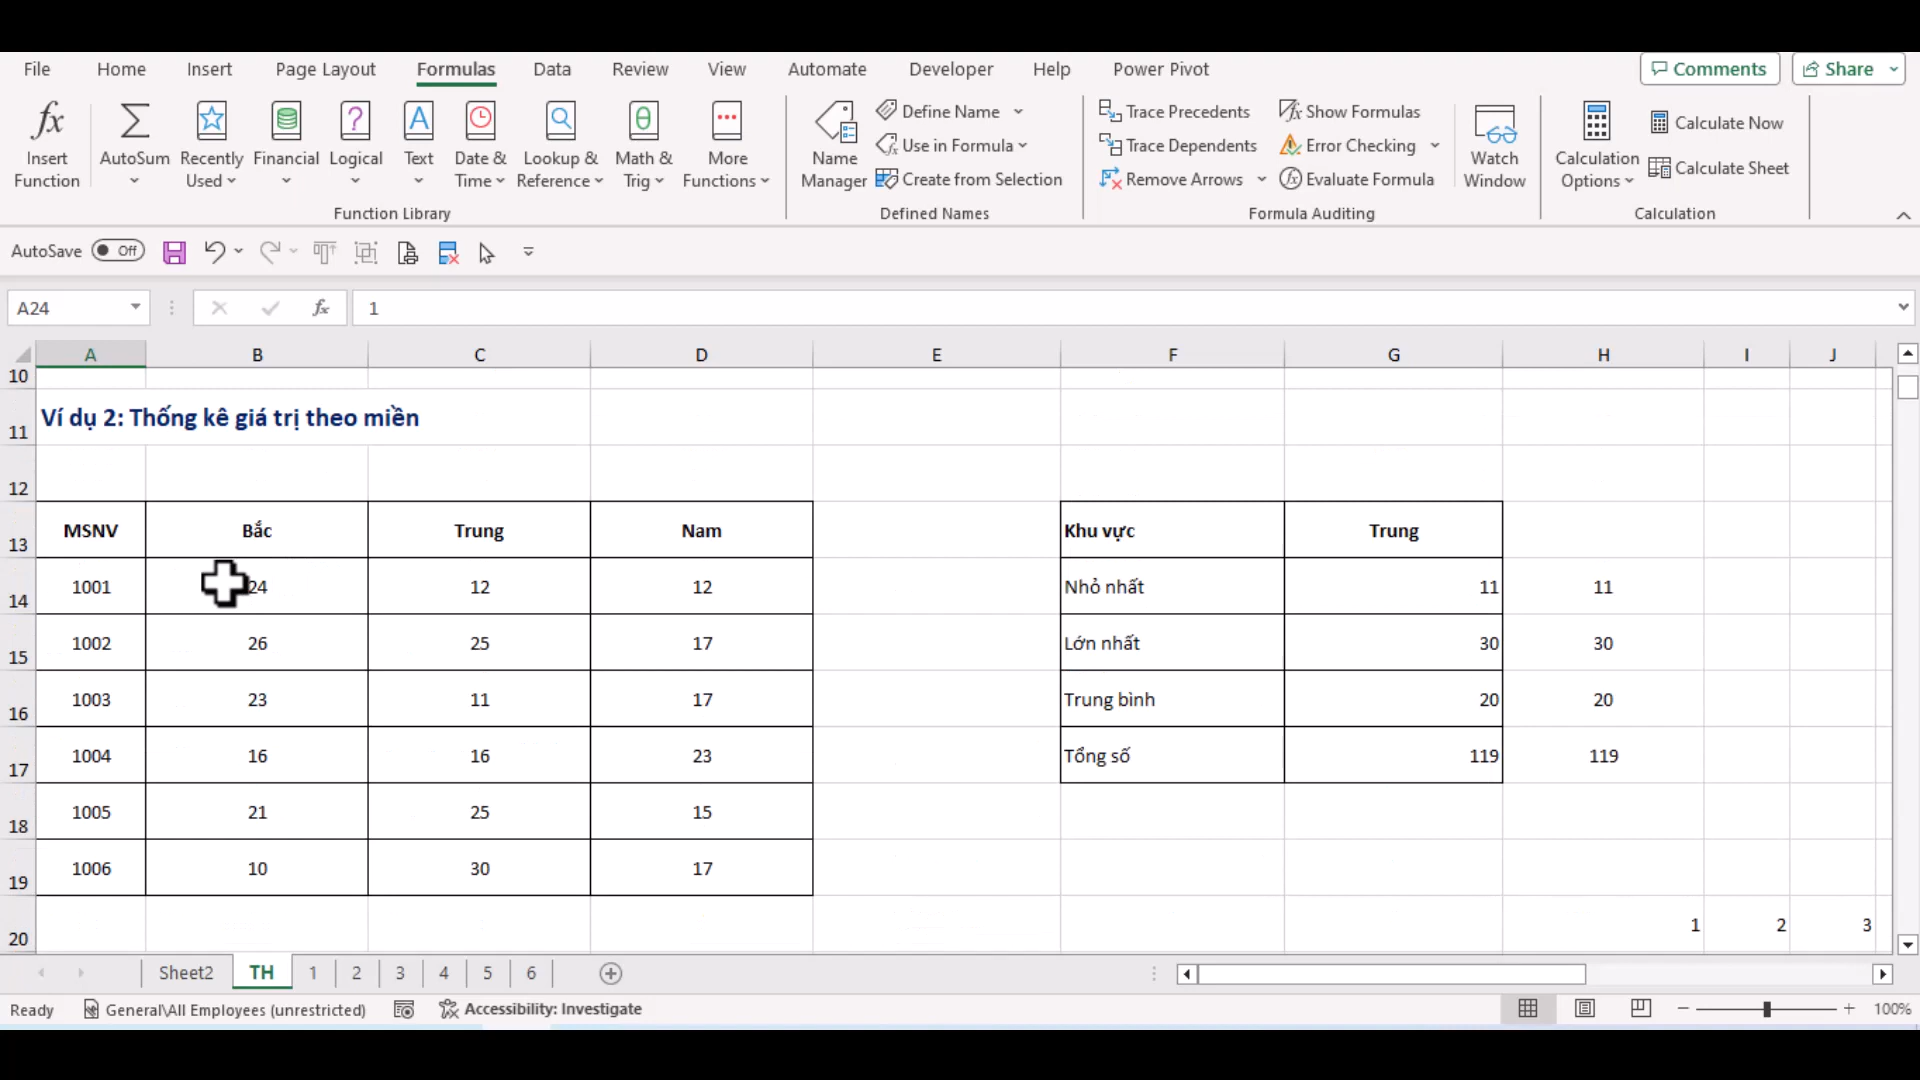 File Home Insert Page Layout Formulas Data Review View Automate Developer Help Power Pivot Comments Share
Insert Function
AutoSum
Recently Used
Financial
Logical
Text
Date & Time
Lookup & Reference
Math & Trig
More Functions
Function Library
Name Manager
Define Name
Use in Formula
Create from Selection
Defined Names
Trace Precedents
Trace Dependents
Remove Arrows
Show Formulas
Error Checking
Evaluate Formula
Formula Auditing
Watch Window
Calculation Options
Calculate Now
Calculate Sheet
Calculation
AutoSave Off
A24 fx 1
A B C D E F G H I J
10
11 Ví dụ 2: Thống kê giá trị theo miền
12
13 MSNV Bắc Trung Nam Khu vực Trung
14 1001 24 12 12 Nhỏ nhất 11 11
15 1002 26 25 17 Lớn nhất 30 30
16 1003 23 11 17 Trung bình 20 20
17 1004 16 16 23 Tổng số 119 119
18 1005 21 25 15
19 1006 10 30 17
20 1 2 3
Sheet2 TH 1 2 3 4 5 6
Ready General\All Employees (unrestricted) Accessibility: Investigate 100%